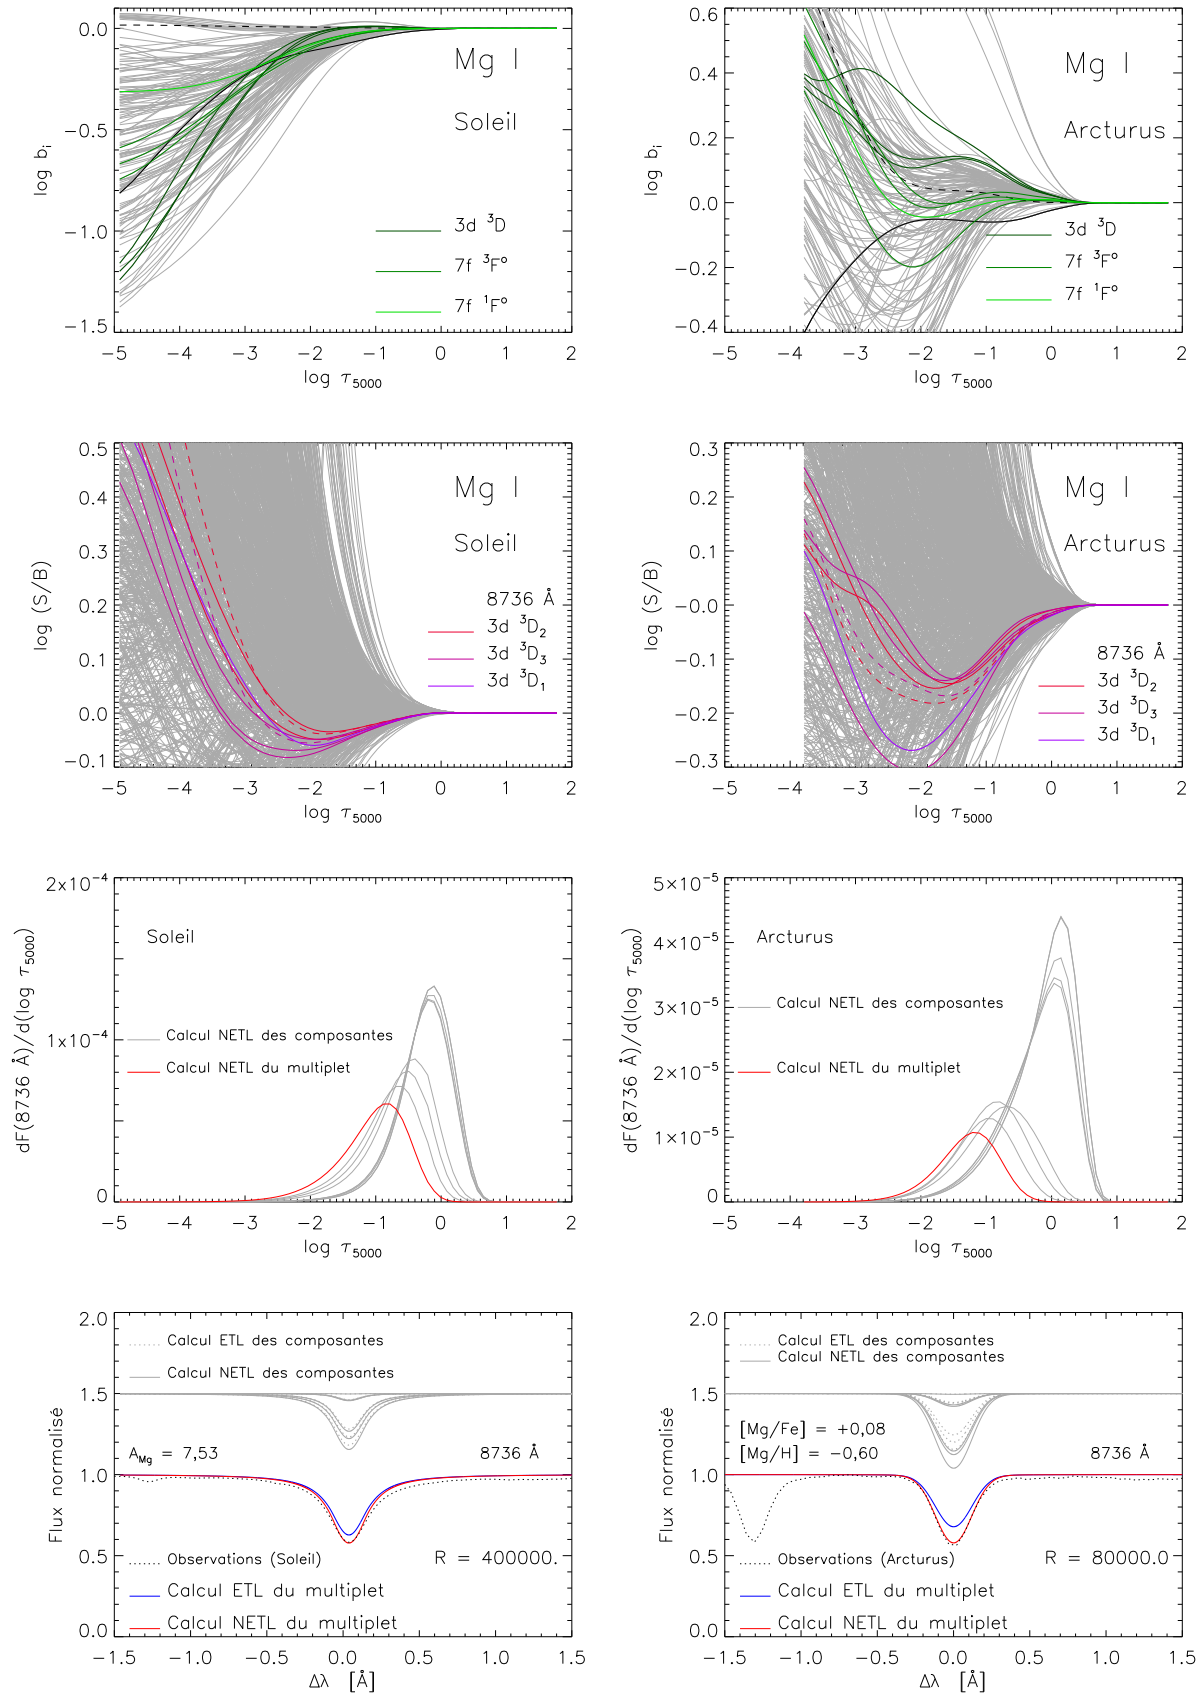 0.0
−0.5
−1.0
−1.5
log bᵢ
Mg I
Soleil
3d ³D
7f ³F°
7f ¹F°
−5 −4 −3 −2 −1 0 1 2
log τ₅₀₀₀
0.6
0.4
0.2
0.0
−0.2
−0.4
log bᵢ
Mg I
Arcturus
3d ³D
7f ³F°
7f ¹F°
−5 −4 −3 −2 −1 0 1 2
log τ₅₀₀₀
0.5
0.4
0.3
0.2
0.1
0.0
−0.1
log (S/B)
Mg I
Soleil
8736 Å
3d ³D₂
3d ³D₃
3d ³D₁
−5 −4 −3 −2 −1 0 1 2
log τ₅₀₀₀
0.3
0.2
0.1
−0.0
−0.1
−0.2
−0.3
log (S/B)
Mg I
Arcturus
8736 Å
3d ³D₂
3d ³D₃
3d ³D₁
−5 −4 −3 −2 −1 0 1 2
log τ₅₀₀₀
2×10⁻⁴
1×10⁻⁴
0
dF(8736 Å)/d(log τ₅₀₀₀)
Soleil
Calcul NETL des composantes
Calcul NETL du multiplet
−5 −4 −3 −2 −1 0 1 2
log τ₅₀₀₀
5×10⁻⁵
4×10⁻⁵
3×10⁻⁵
2×10⁻⁵
1×10⁻⁵
0
dF(8736 Å)/d(log τ₅₀₀₀)
Arcturus
Calcul NETL des composantes
Calcul NETL du multiplet
−5 −4 −3 −2 −1 0 1 2
log τ₅₀₀₀
2.0
1.5
1.0
0.5
0.0
Flux normalisé
Calcul ETL des composantes
Calcul NETL des composantes
A_Mg = 7,53
8736 Å
Observations (Soleil)
R = 400000.
Calcul ETL du multiplet
Calcul NETL du multiplet
−1.5 −1.0 −0.5 0.0 0.5 1.0 1.5
Δλ [Å]
2.0
1.5
1.0
0.5
0.0
Flux normalisé
Calcul ETL des composantes
Calcul NETL des composantes
[Mg/Fe] = +0,08
[Mg/H] = −0,60
8736 Å
Observations (Arcturus)
R = 80000.0
Calcul ETL du multiplet
Calcul NETL du multiplet
−1.5 −1.0 −0.5 0.0 0.5 1.0 1.5
Δλ [Å]